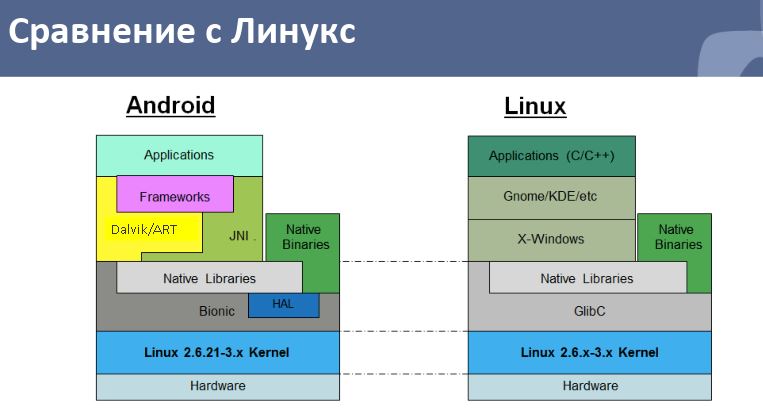 Сравнение с Линукс
Android
Applications
Frameworks
Dalvik/ART
JNI .
Native
Binaries
Native Libraries
Bionic
HAL
Linux 2.6.21-3.x Kernel
Hardware
Linux
Applications (C/C++)
Gnome/KDE/etc
X-Windows
Native
Binaries
Native Libraries
GlibC
Linux 2.6.x-3.x Kernel
Hardware